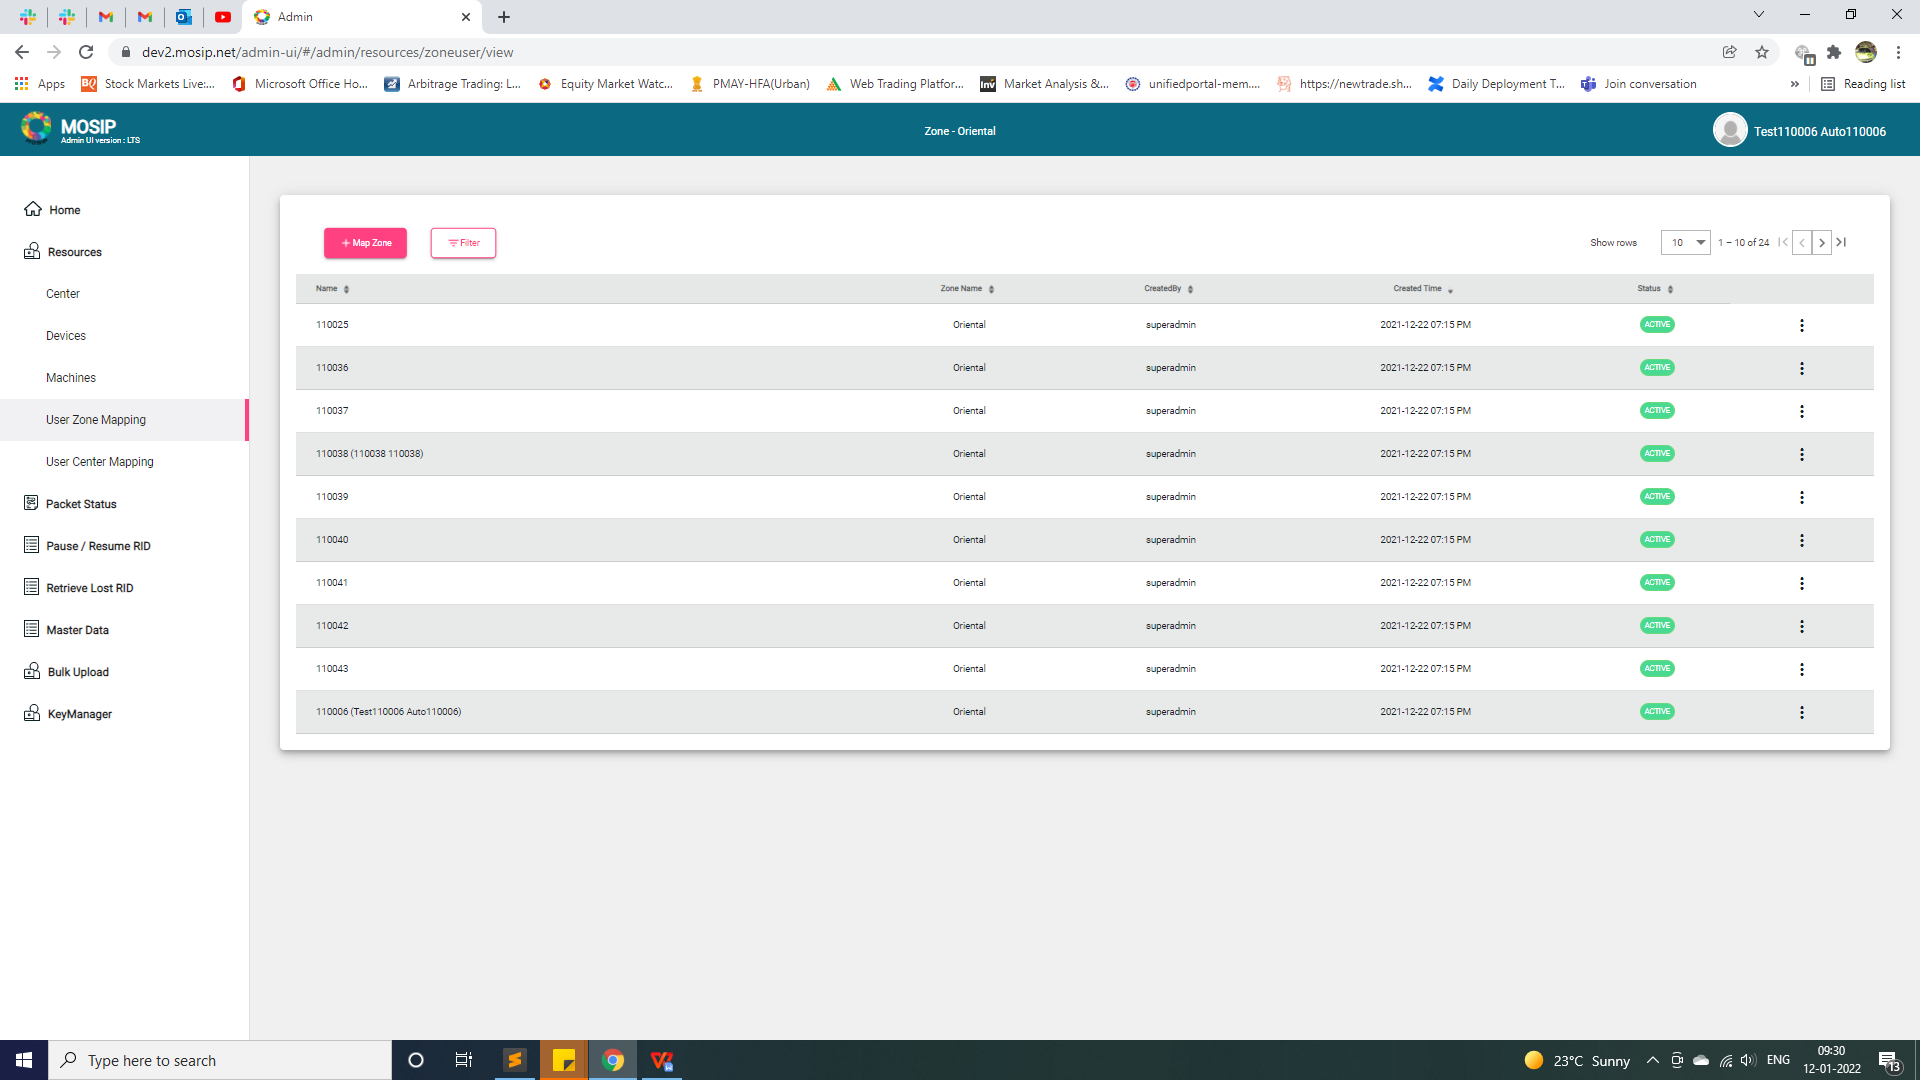 Admin
dev2.mosip.net/admin-ui/#/admin/resources/zoneuser/view
Apps
BQ Stock Markets Live:...
Microsoft Office Ho...
Arbitrage Trading: L...
Equity Market Watc...
PMAY-HFA(Urban)
Web Trading Platfor...
Inv Market Analysis &...
unifiedportal-mem....
https://newtrade.sh...
Daily Deployment T...
Join conversation
»
Reading list
MOSIP
Admin UI version : LTS
Zone - Oriental
Test110006 Auto110006
Home
Resources
Center
Devices
Machines
User Zone Mapping
User Center Mapping
Packet Status
Pause / Resume RID
Retrieve Lost RID
Master Data
Bulk Upload
KeyManager
+ Map Zone
Filter
Show rows 10 1 – 10 of 24
Name Zone Name CreatedBy Created Time Status
110025 Oriental superadmin 2021-12-22 07:15 PM ACTIVE
110036 Oriental superadmin 2021-12-22 07:15 PM ACTIVE
110037 Oriental superadmin 2021-12-22 07:15 PM ACTIVE
110038 (110038 110038) Oriental superadmin 2021-12-22 07:15 PM ACTIVE
110039 Oriental superadmin 2021-12-22 07:15 PM ACTIVE
110040 Oriental superadmin 2021-12-22 07:15 PM ACTIVE
110041 Oriental superadmin 2021-12-22 07:15 PM ACTIVE
110042 Oriental superadmin 2021-12-22 07:15 PM ACTIVE
110043 Oriental superadmin 2021-12-22 07:15 PM ACTIVE
110006 (Test110006 Auto110006) Oriental superadmin 2021-12-22 07:15 PM ACTIVE
Type here to search
23°C Sunny
ENG
09:30
12-01-2022
13